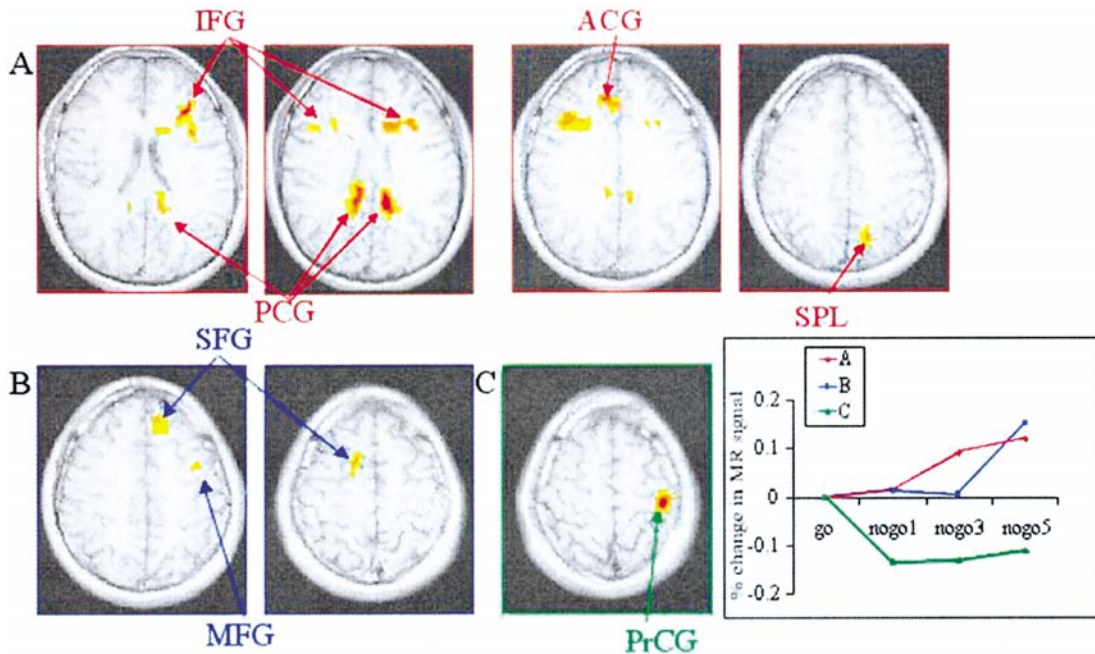 IFG
ACG
A
PCG
SPL
SFG
B
C
MFG
PrCG
A
B
C
% change in MR signal
0.2
0.1
0
-0.1
-0.2
go
nogo1
nogo3
nogo5